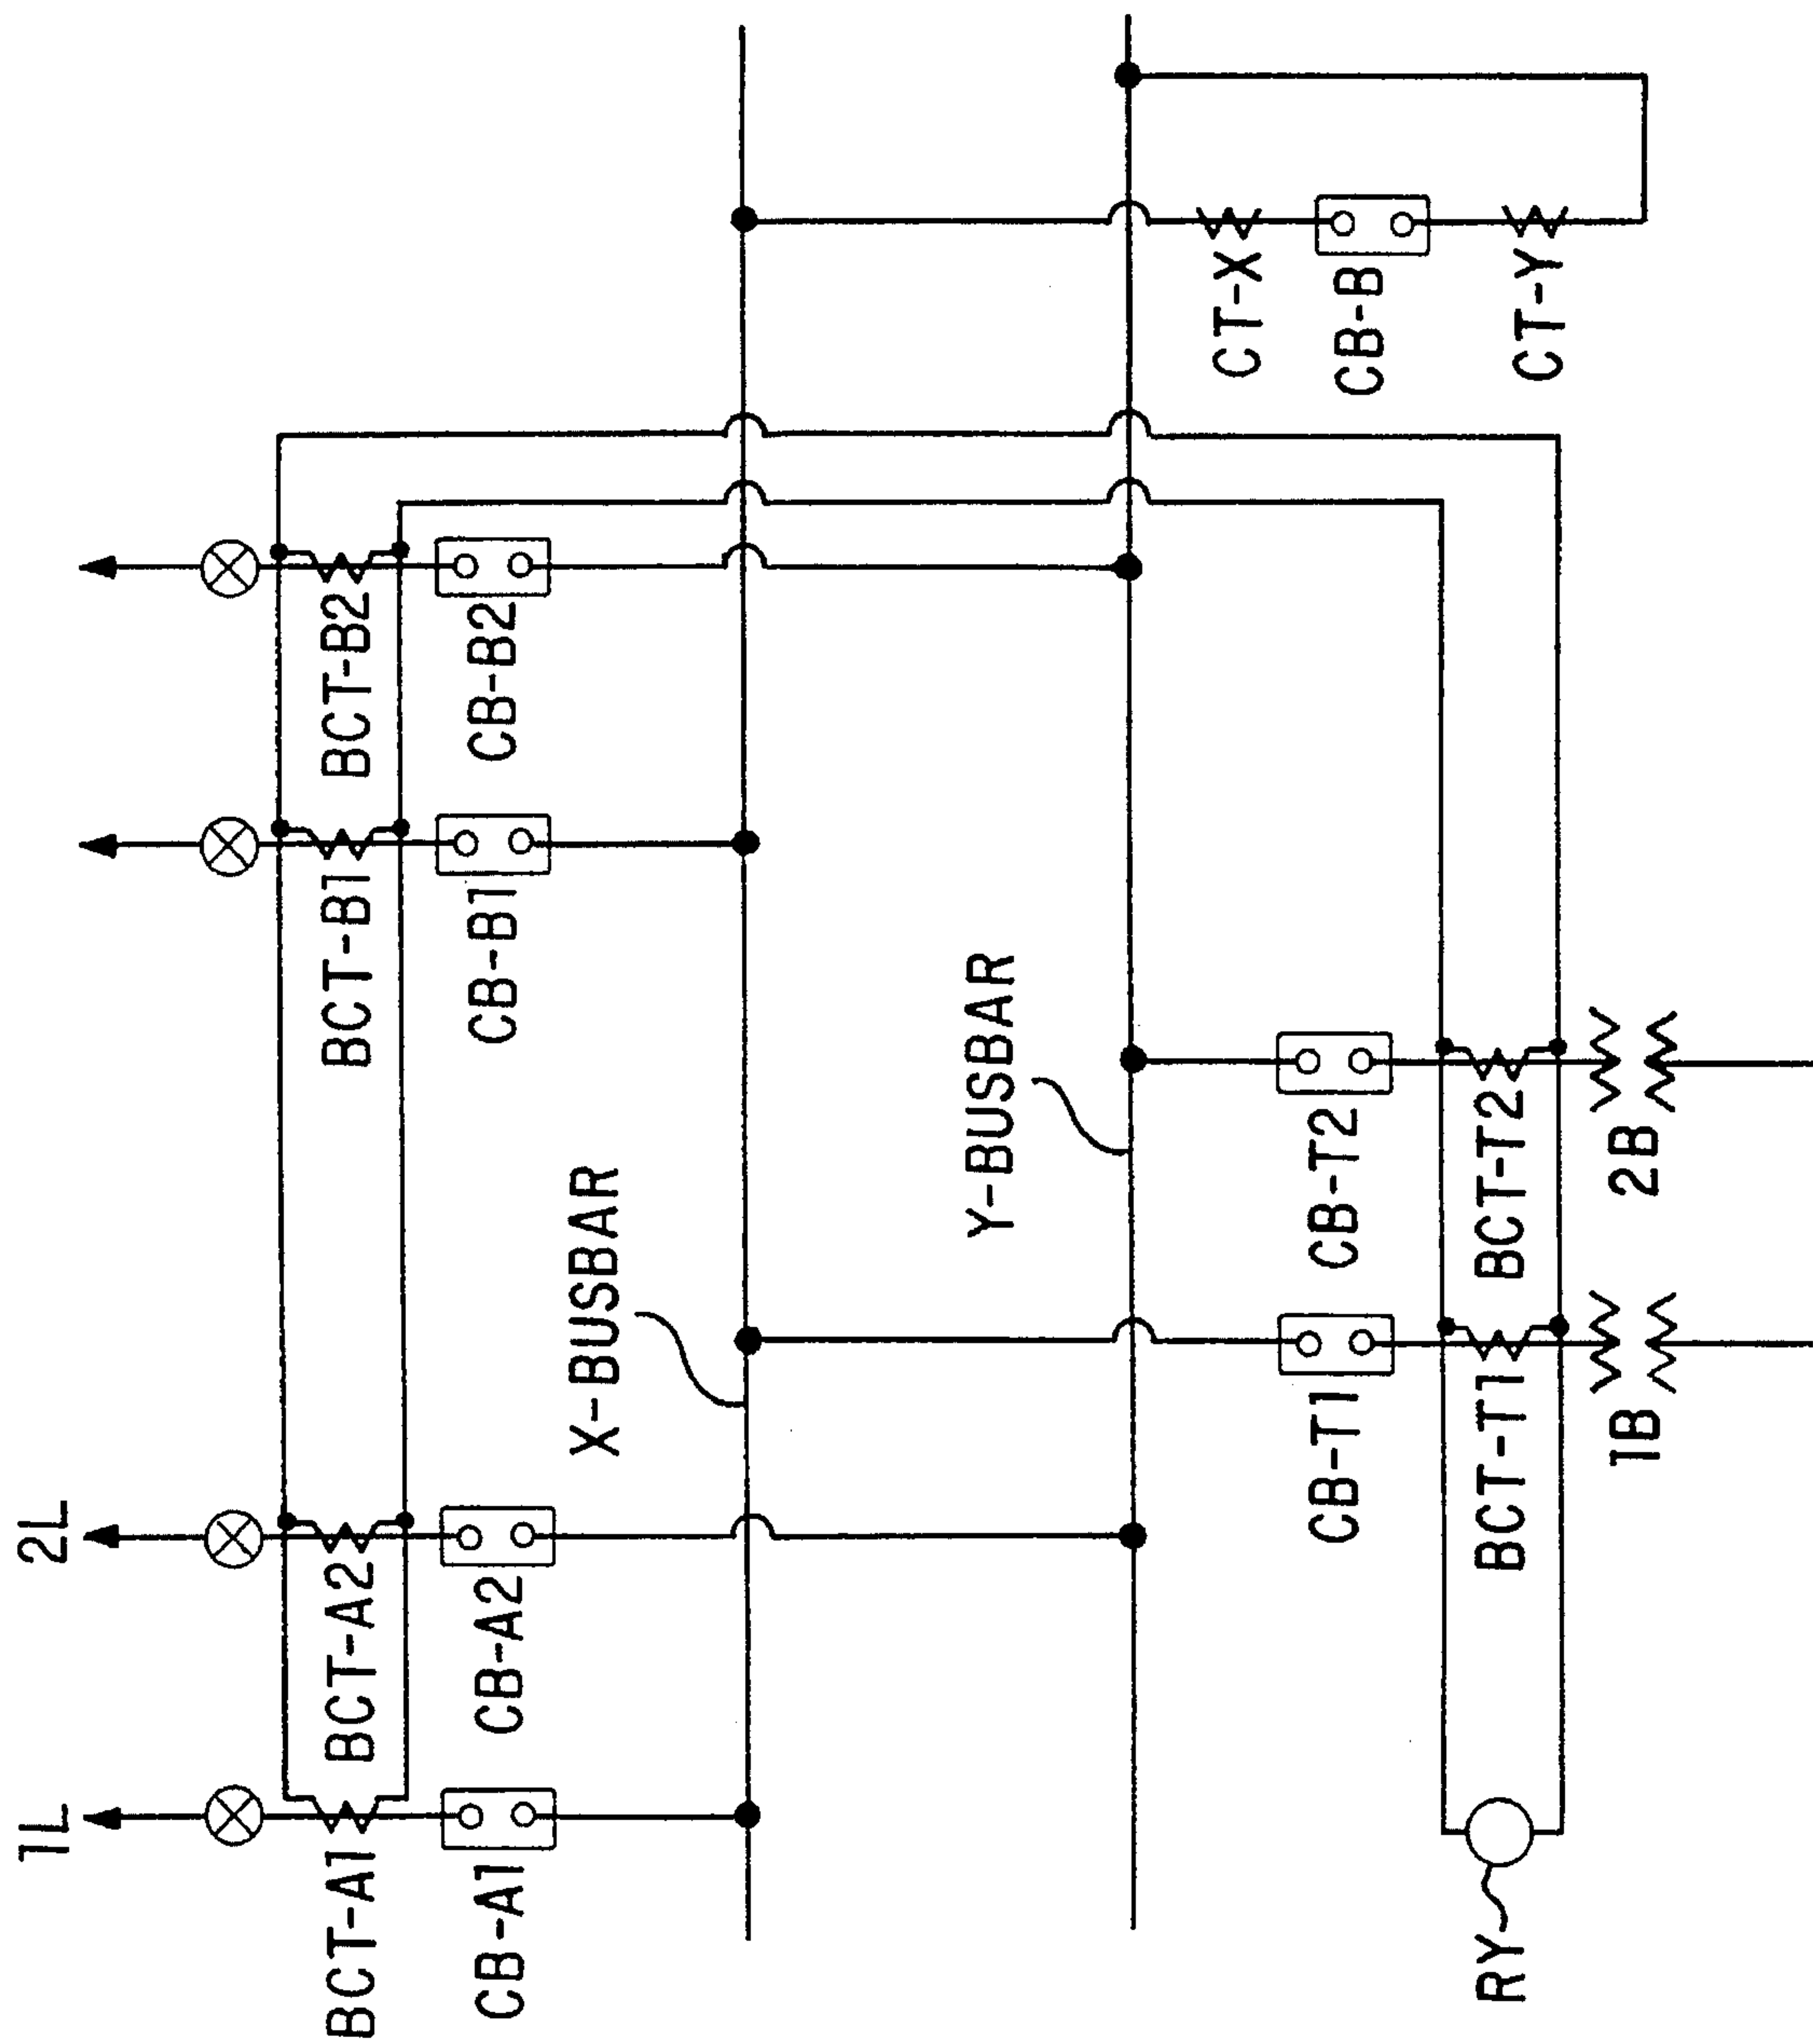 1L
2L
BCT-A1
BCT-A2
BCT-B1
BCT-B2
CB-A1
CB-A2
CB-B1
CB-B2
X-BUSBAR
Y-BUSBAR
CT-X
CB-B
CT-Y
CB-T1
CB-T2
RY
BCT-T1
BCT-T2
1B
2B